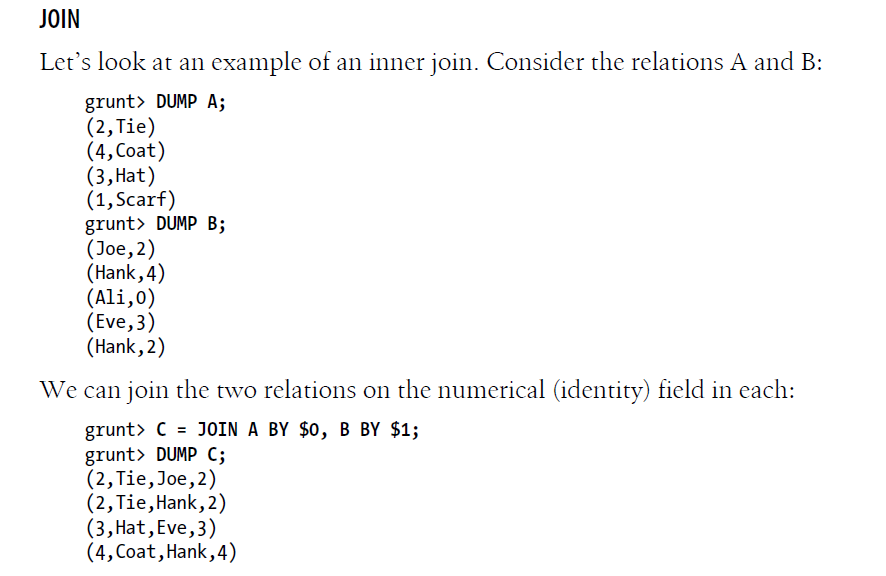 JOIN
Let’s look at an example of an inner join. Consider the relations A and B:
grunt> DUMP A;
(2,Tie)
(4,Coat)
(3,Hat)
(1,Scarf)
grunt> DUMP B;
(Joe,2)
(Hank,4)
(Ali,0)
(Eve,3)
(Hank,2)
We can join the two relations on the numerical (identity) field in each:
grunt> C = JOIN A BY $0, B BY $1;
grunt> DUMP C;
(2,Tie,Joe,2)
(2,Tie,Hank,2)
(3,Hat,Eve,3)
(4,Coat,Hank,4)